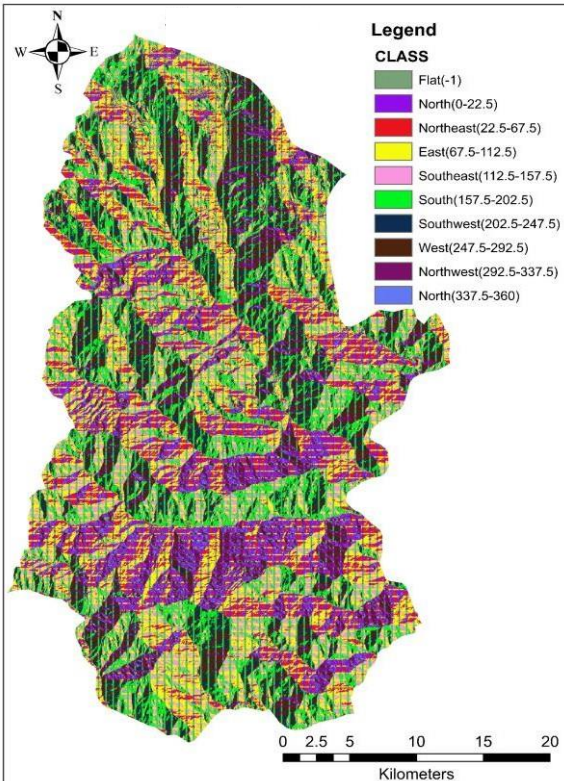 N
W E
S
Legend
CLASS
Flat(-1)
North(0-22.5)
Northeast(22.5-67.5)
East(67.5-112.5)
Southeast(112.5-157.5)
South(157.5-202.5)
Southwest(202.5-247.5)
West(247.5-292.5)
Northwest(292.5-337.5)
North(337.5-360)
0 2.5 5 10 15 20
Kilometers